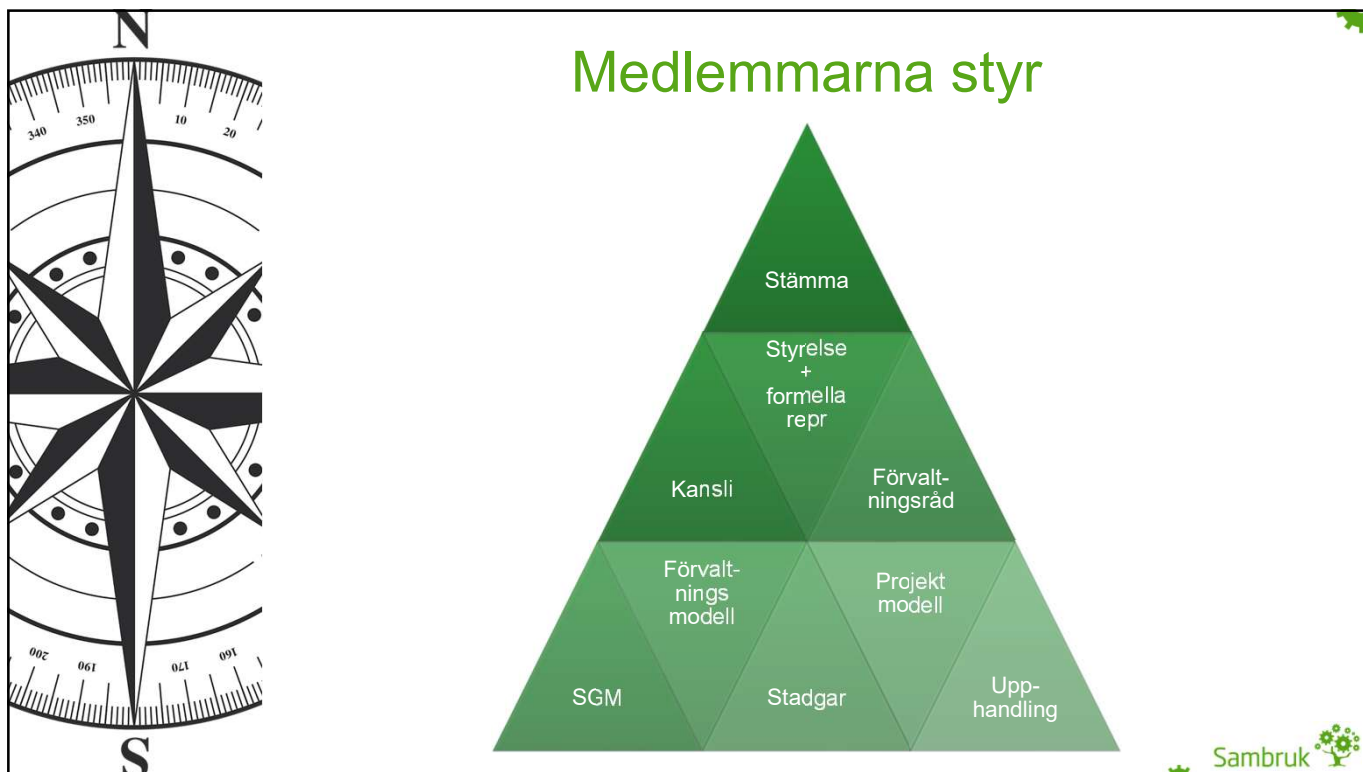 Medlemmarna styr
N
340
350
10
20
Stämma
Styrelse
+
formella
repr
Kansli
Förvalt-
ningsråd
Förvalt-
nings
modell
Projekt
modell
SGM
Stadgar
Upp-
handling
200
190
170
160
S
Sambruk